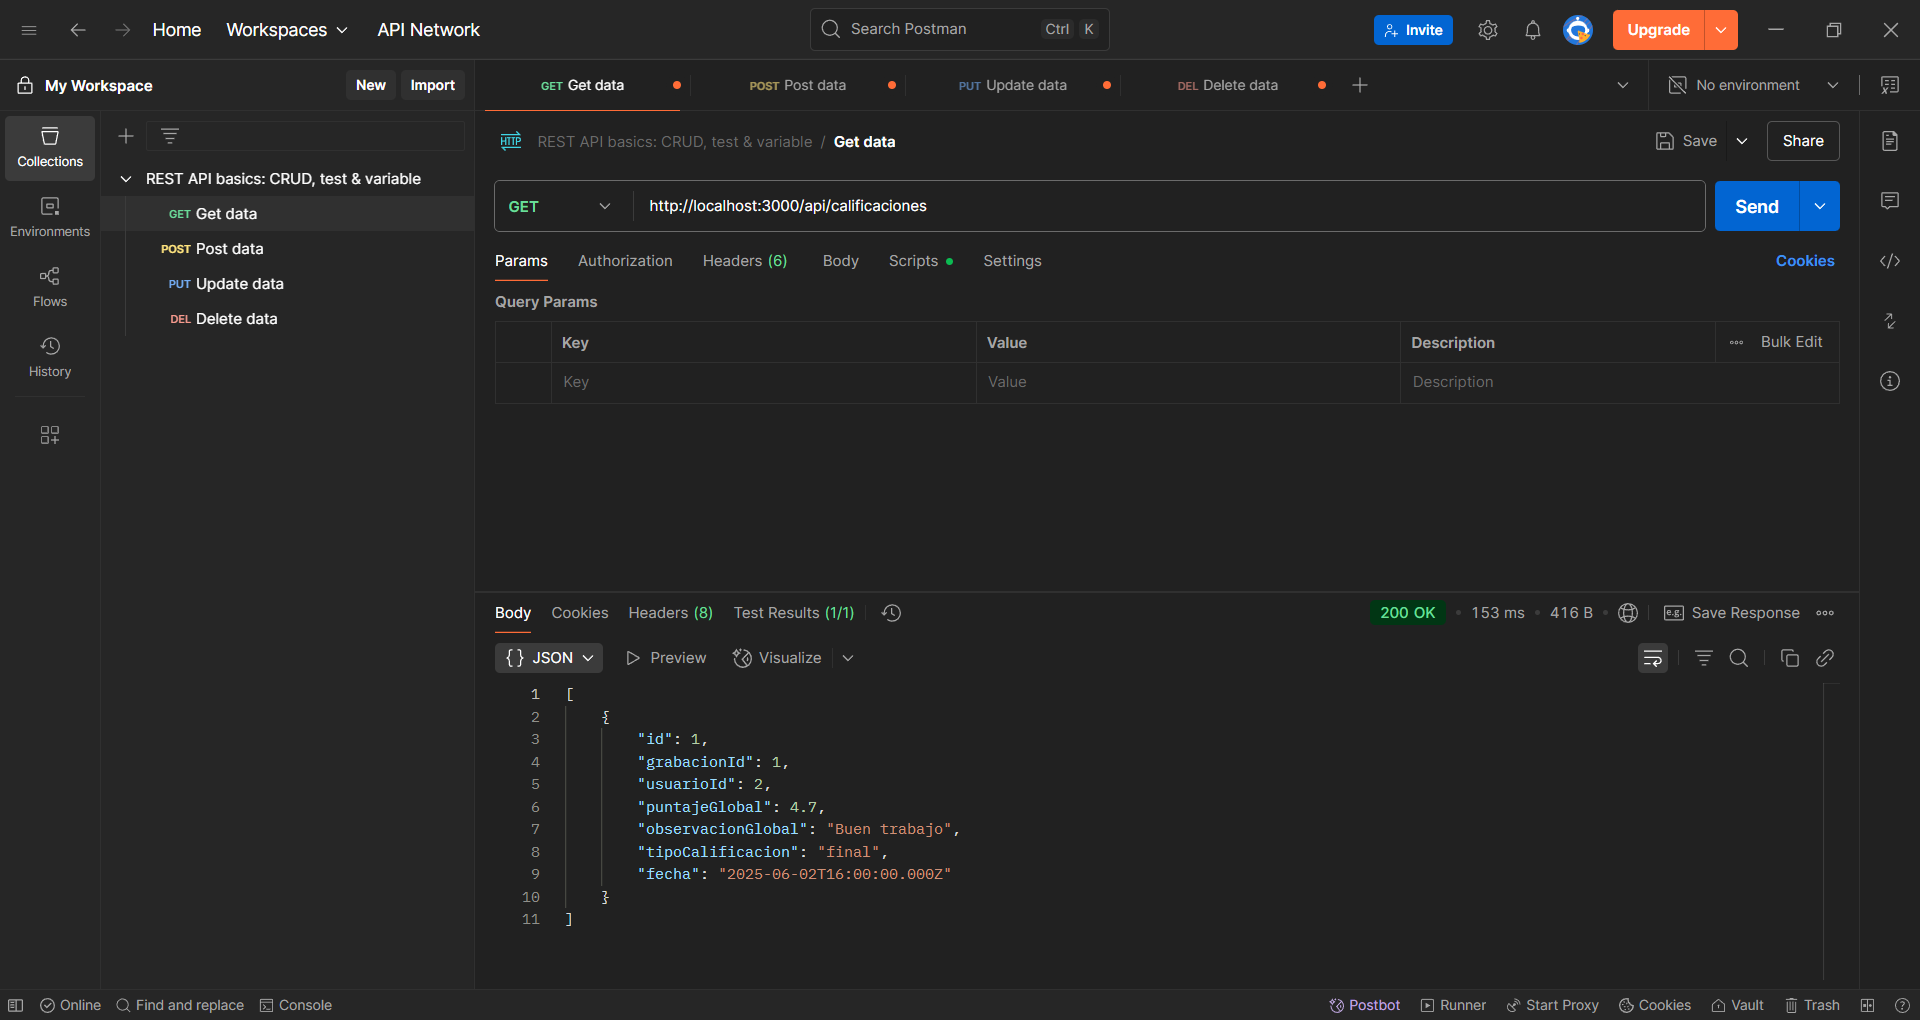 Home Workspaces API Network Search Postman Ctrl K Invite Upgrade
My Workspace New Import GET Get data POST Post data PUT Update data DEL Delete data No environment
Collections
Environments
Flows
History
REST API basics: CRUD, test & variable
GET Get data
POST Post data
PUT Update data
DEL Delete data
HTTP REST API basics: CRUD, test & variable / Get data Save Share
GET http://localhost:3000/api/calificaciones Send
Params Authorization Headers (6) Body Scripts Settings Cookies
Query Params
Key Value Description Bulk Edit
Key Value Description
Body Cookies Headers (8) Test Results (1/1) 200 OK 153 ms 416 B e.g. Save Response
{} JSON Preview Visualize
1 [
2 {
3 "id": 1,
4 "grabacionId": 1,
5 "usuarioId": 2,
6 "puntajeGlobal": 4.7,
7 "observacionGlobal": "Buen trabajo",
8 "tipoCalificacion": "final",
9 "fecha": "2025-06-02T16:00:00.000Z"
10 }
11 ]
Online Find and replace Console Postbot Runner Start Proxy Cookies Vault Trash